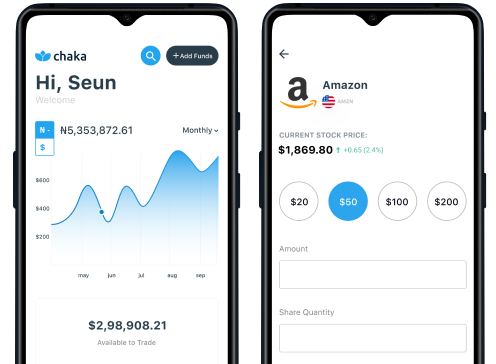 chaka
+ Add Funds
Hi, Seun
Welcome
₦ -
$
₦5,353,872.61
Monthly
$600
$400
$200
may jun jul aug sep
$2,98,908.21
Available to Trade
a
Amazon
CURRENT STOCK PRICE:
$1,869.80 ↑ +0.65 (2.4%)
$20 $50 $100 $200
Amount
Share Quantity